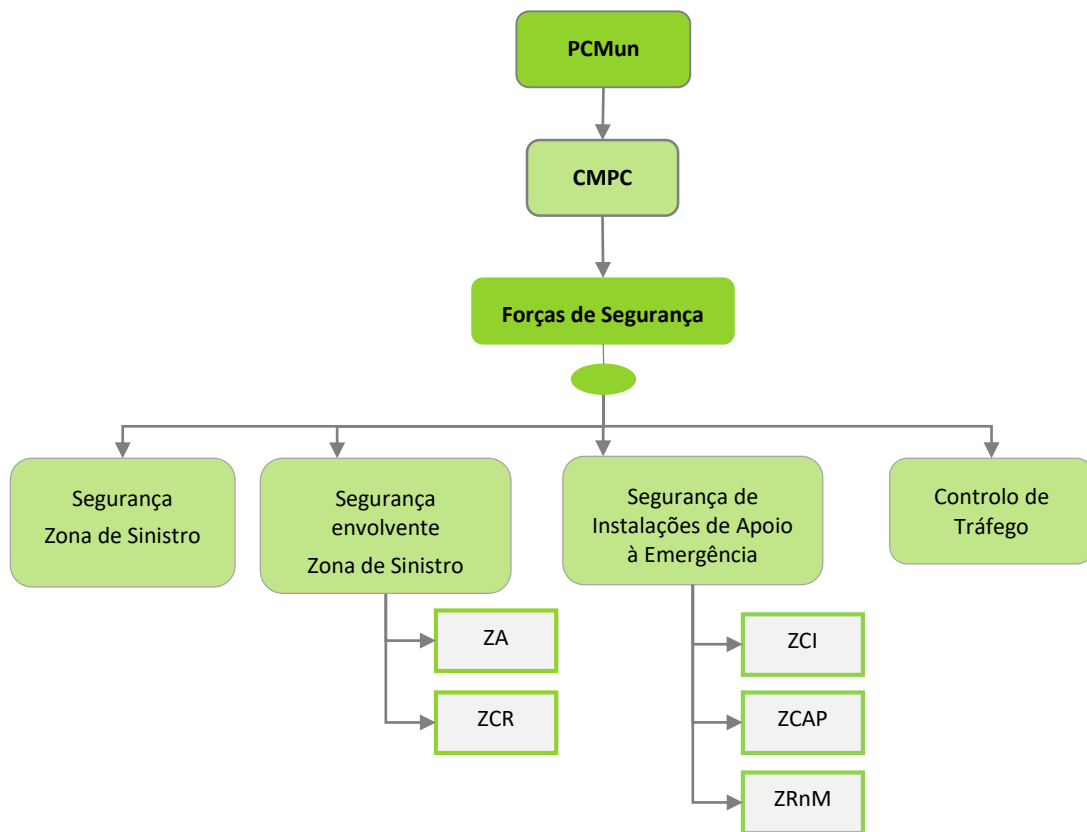 PCMun
CMPC
Forças de Segurança
Segurança
Zona de Sinistro
Segurança
envolvente
Zona de Sinistro
Segurança de
Instalações de Apoio
à Emergência
Controlo de
Tráfego
ZA
ZCR
ZCI
ZCAP
ZRnM